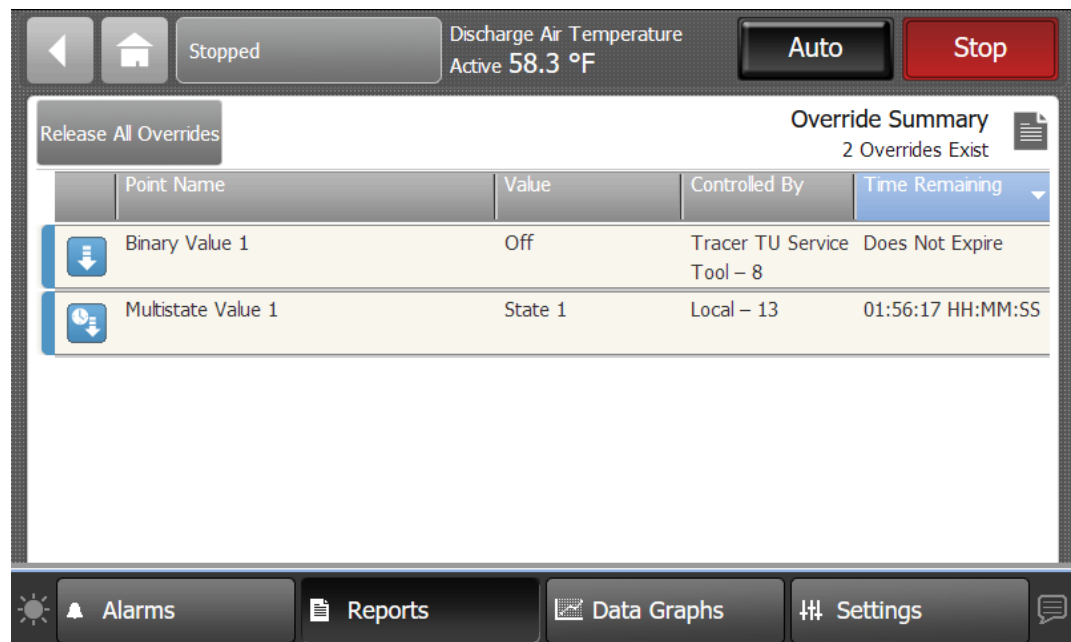 Stopped
Discharge Air Temperature
Active 58.3 °F
Auto
Stop
Release All Overrides
Override Summary
2 Overrides Exist
Point Name
Value
Controlled By
Time Remaining
Binary Value 1
Off
Tracer TU Service
Tool – 8
Does Not Expire
Multistate Value 1
State 1
Local – 13
01:56:17 HH:MM:SS
Alarms
Reports
Data Graphs
Settings